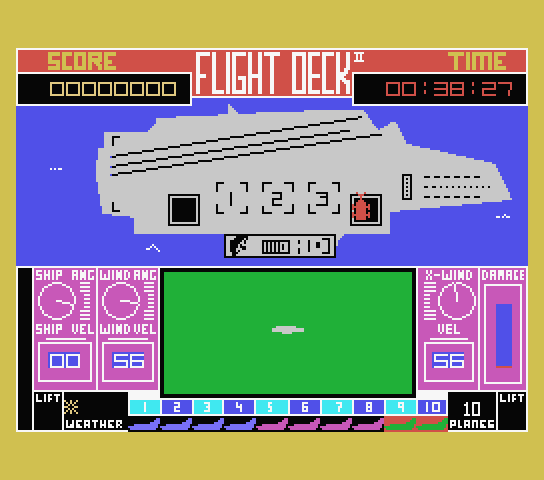 SCORE FLIGHT DECK II TIME
00000000 00:38:27
1 2 3
SHIP ANG WIND ANG X-WIND DAMAGE
SHIP VEL WIND VEL VEL
00 56 56
LIFT 1 2 3 4 5 6 7 8 9 10 10 LIFT
WEATHER PLANES